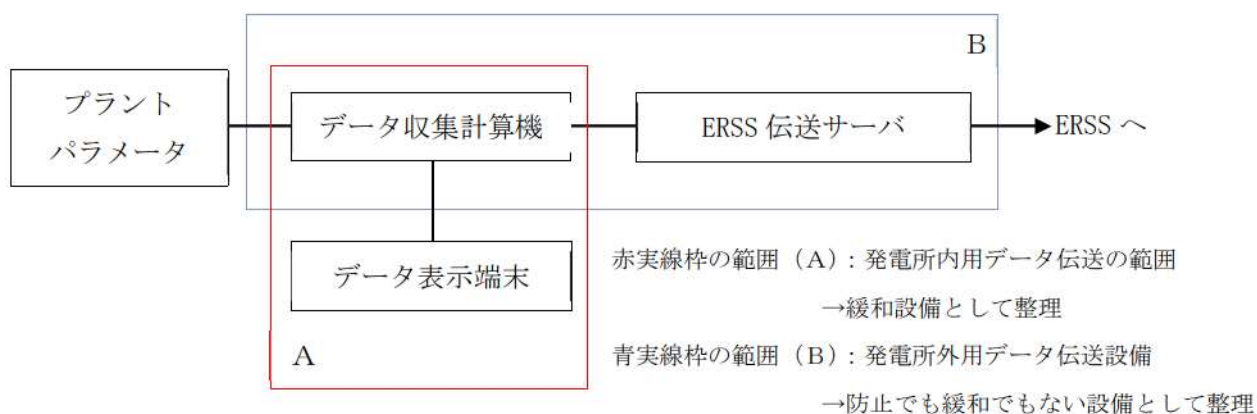 B
プラント
パラメータ
データ収集計算機
ERSS 伝送サーバ
ERSS へ
データ表示端末
A
赤実線枠の範囲（A）: 発電所内用データ伝送の範囲
→緩和設備として整理
青実線枠の範囲（B）: 発電所外用データ伝送設備
→防止でも緩和でもない設備として整理